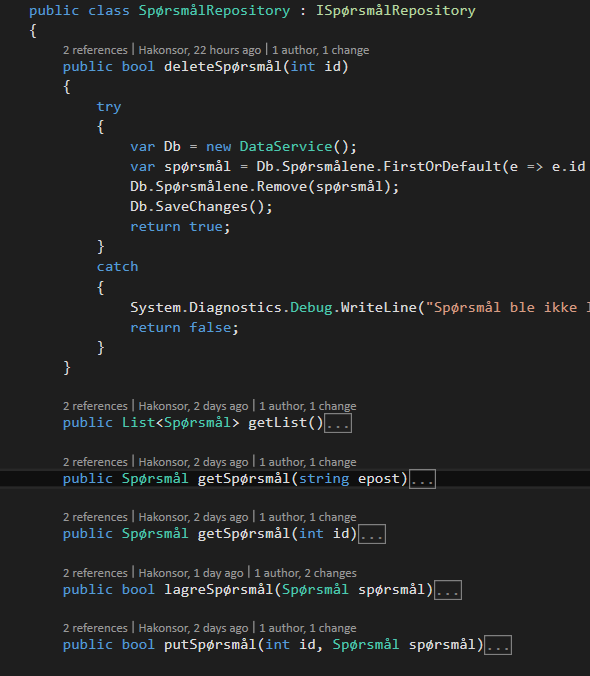 public class SpørsmålRepository : ISpørsmålRepository
{
2 references | Hakonsor, 22 hours ago | 1 author, 1 change
public bool deleteSpørsmål(int id)
{
try
{
var Db = new DataService();
var spørsmål = Db.Spørsmålene.FirstOrDefault(e => e.id
Db.Spørsmålene.Remove(spørsmål);
Db.SaveChanges();
return true;
}
catch
{
System.Diagnostics.Debug.WriteLine("Spørsmål ble ikke
return false;
}
}
2 references | Hakonsor, 2 days ago | 1 author, 1 change
public List<Spørsmål> getList()...
2 references | Hakonsor, 2 days ago | 1 author, 1 change
public Spørsmål getSpørsmål(string epost)...
2 references | Hakonsor, 2 days ago | 1 author, 1 change
public Spørsmål getSpørsmål(int id)...
2 references | Hakonsor, 1 day ago | 1 author, 2 changes
public bool lagreSpørsmål(Spørsmål spørsmål)...
2 references | Hakonsor, 2 days ago | 1 author, 1 change
public bool putSpørsmål(int id, Spørsmål spørsmål)...